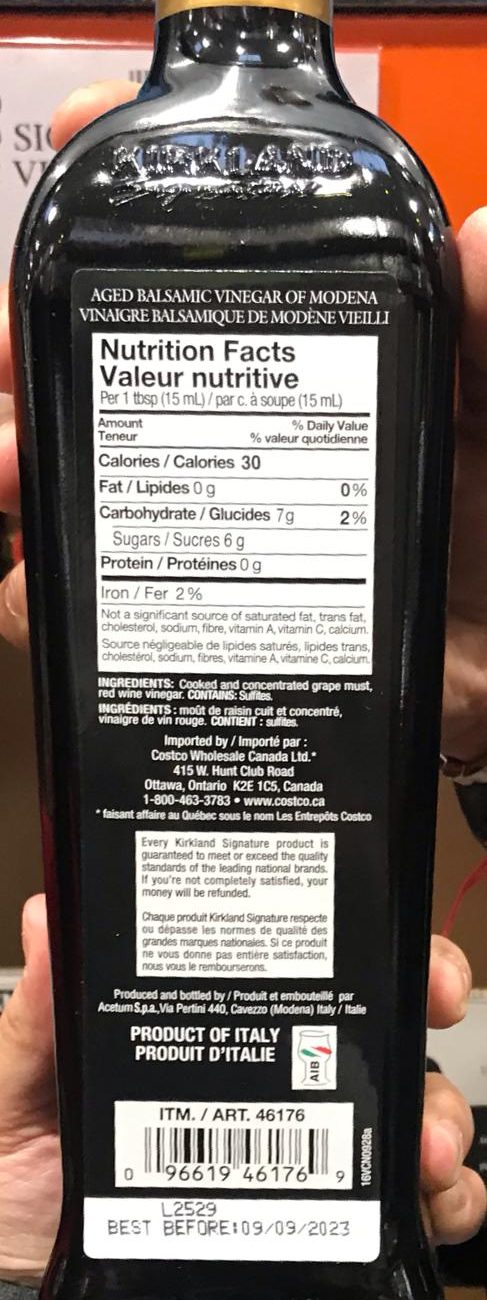 SIG
VI
KIRKLAND
Signature
AGED BALSAMIC VINEGAR OF MODENA
VINAIGRE BALSAMIQUE DE MODÈNE VIEILLI
Nutrition Facts
Valeur nutritive
Per 1 tbsp (15 mL) / par c. à soupe (15 mL)
Amount % Daily Value
Teneur % valeur quotidienne
Calories / Calories 30
Fat / Lipides 0 g 0%
Carbohydrate / Glucides 7g 2%
Sugars / Sucres 6 g
Protein / Protéines 0 g
Iron / Fer 2%
Not a significant source of saturated fat, trans fat,
cholesterol, sodium, fibre, vitamin A, vitamin C, calcium.
Source négligeable de lipides saturés, lipides trans,
cholestérol, sodium, fibres, vitamine A, vitamine C, calcium.
INGREDIENTS: Cooked and concentrated grape must,
red wine vinegar. CONTAINS: Sulfites.
INGRÉDIENTS : moût de raisin cuit et concentré,
vinaigre de vin rouge. CONTIENT : sulfites.
Imported by / Importé par :
Costco Wholesale Canada Ltd.*
415 W. Hunt Club Road
Ottawa, Ontario K2E 1C5, Canada
1-800-463-3783 • www.costco.ca
* faisant affaire au Québec sous le nom Les Entrepôts Costco
Every Kirkland Signature product is
guaranteed to meet or exceed the quality
standards of the leading national brands.
If you're not completely satisfied, your
money will be refunded.
Chaque produit Kirkland Signature respecte
ou dépasse les normes de qualité des
grandes marques nationales. Si ce produit
ne vous donne pas entière satisfaction,
nous vous le rembourserons.
Produced and bottled by / Produit et embouteillé par
Acetum S.p.a., Via Pertini 440, Cavezzo (Modena) Italy / Italie
PRODUCT OF ITALY
PRODUIT D'ITALIE
AIB
ITM. / ART. 46176
0 96619 46176 9
16VCN0928a
L2529
BEST BEFORE:09/09/2023